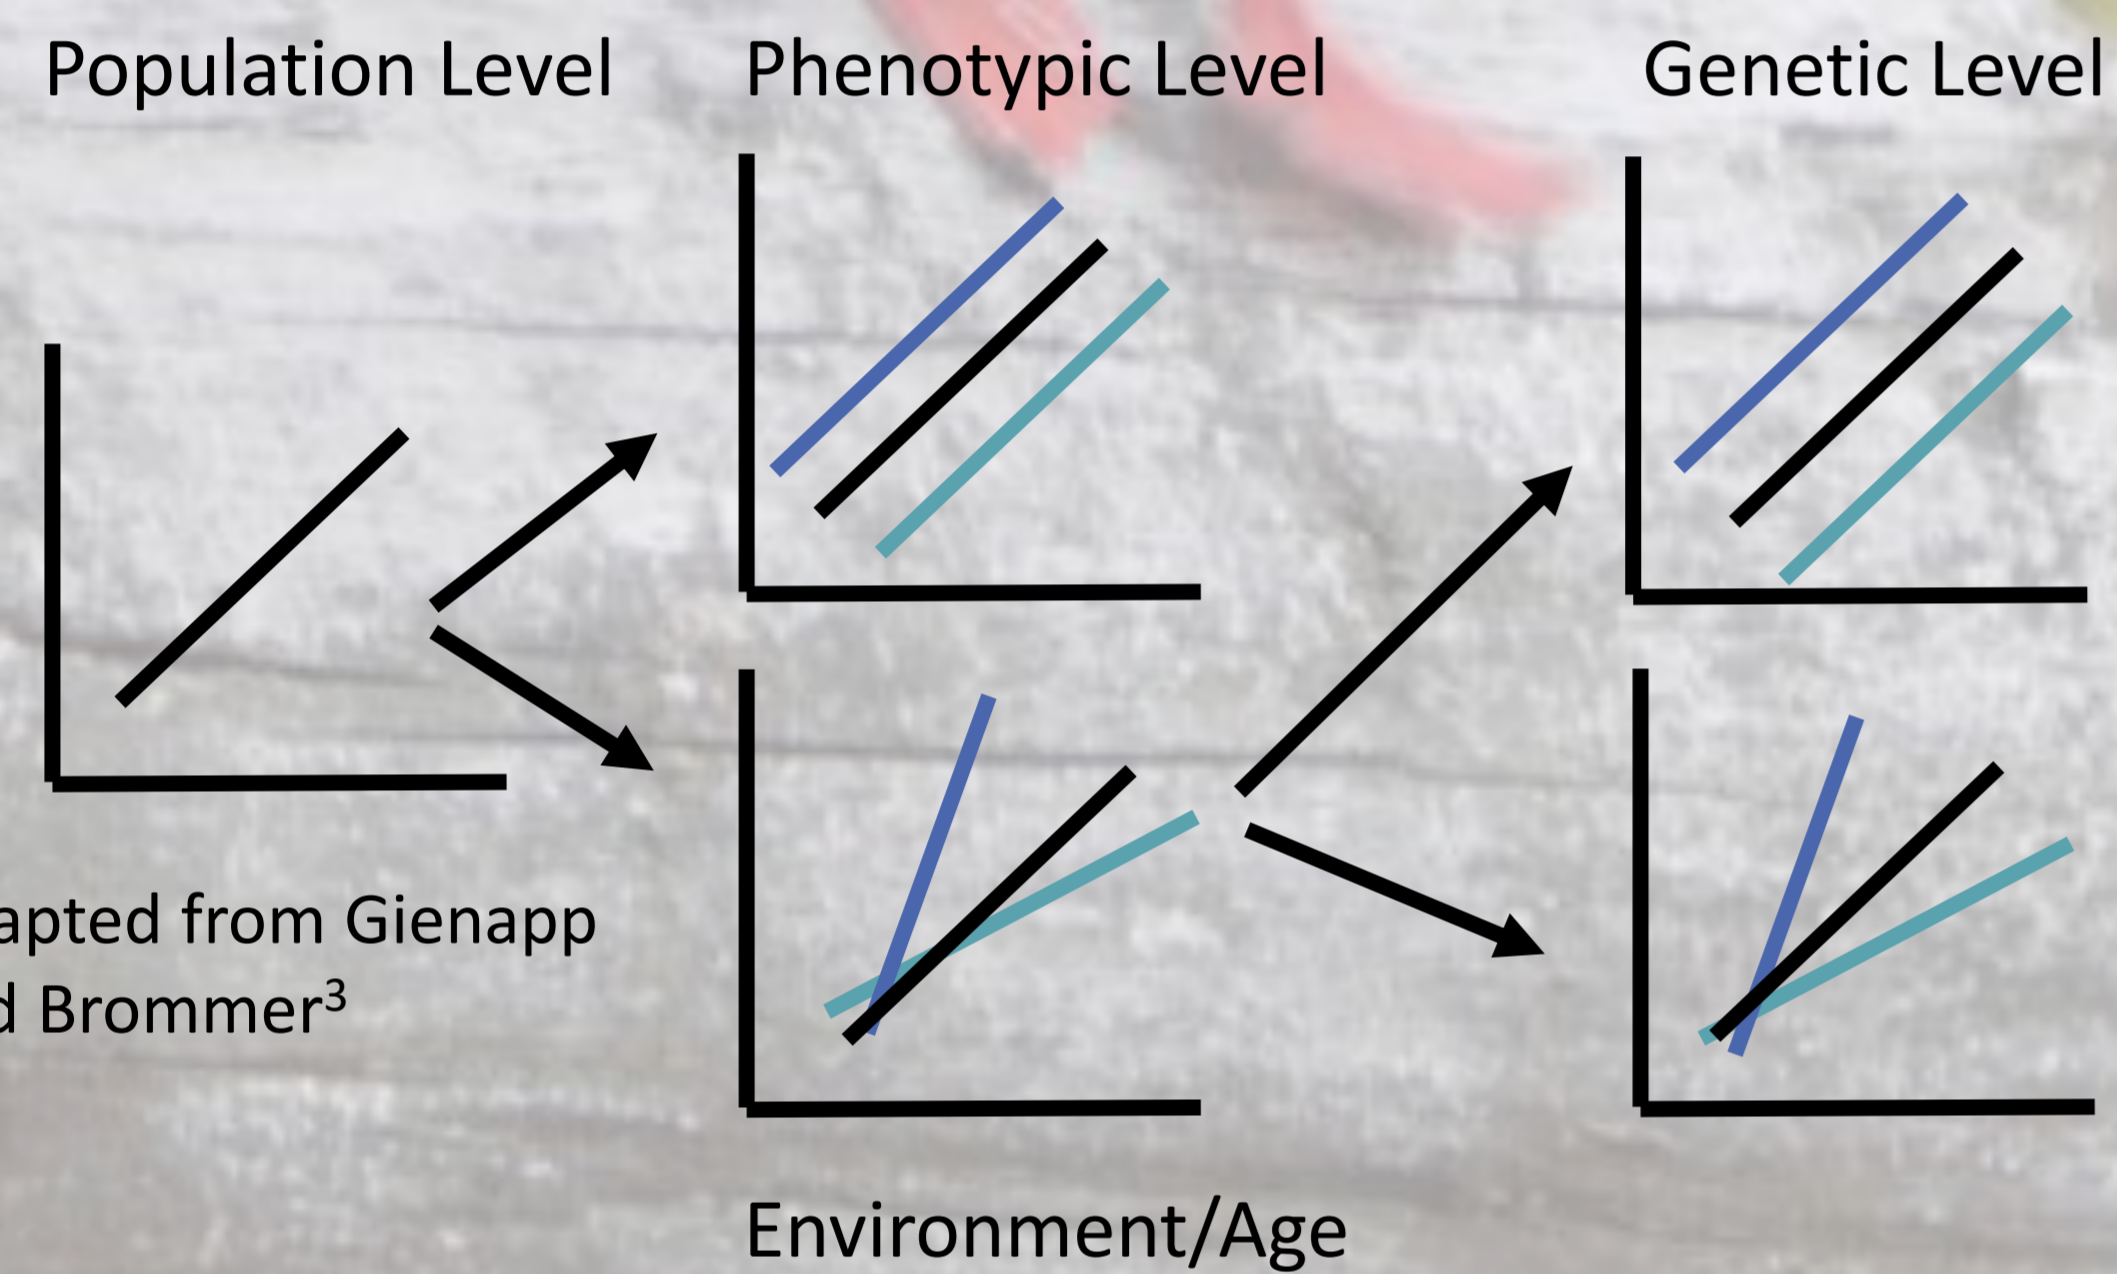 Population Level
Phenotypic Level
Genetic Level
apted from Gienapp
d Brommer³
Environment/Age